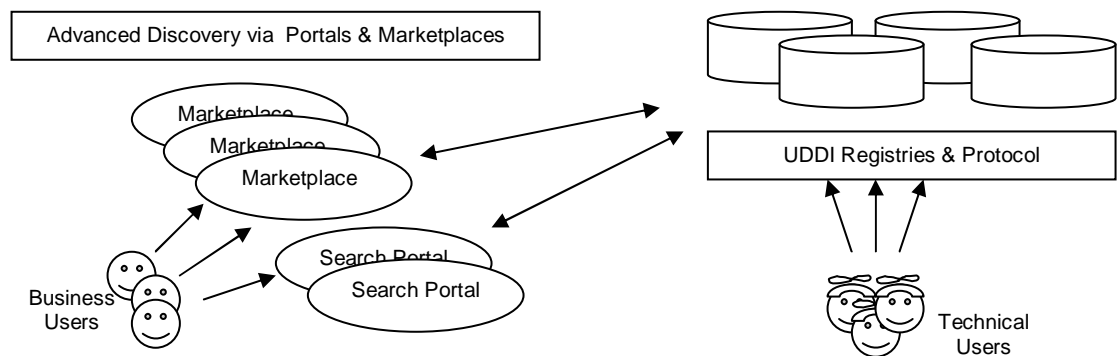 Advanced Discovery via Portals & Marketplaces
Marketplace
Marketplace
Marketplace
Search Portal
Search Portal
Business
Users
UDDI Registries & Protocol
Technical
Users